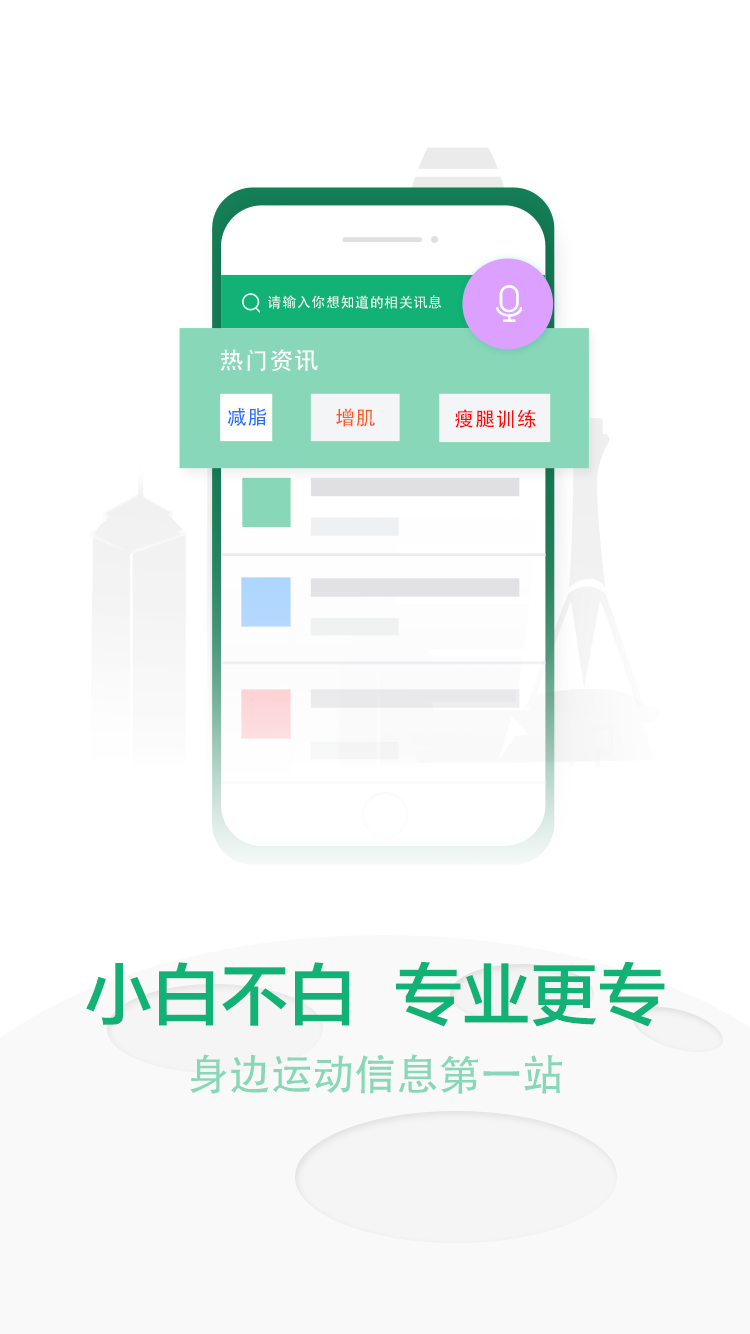 请输入你想知道的相关讯息
热门资讯
减脂 增肌 瘦腿训练
小白不白 专业更专
身边运动信息第一站